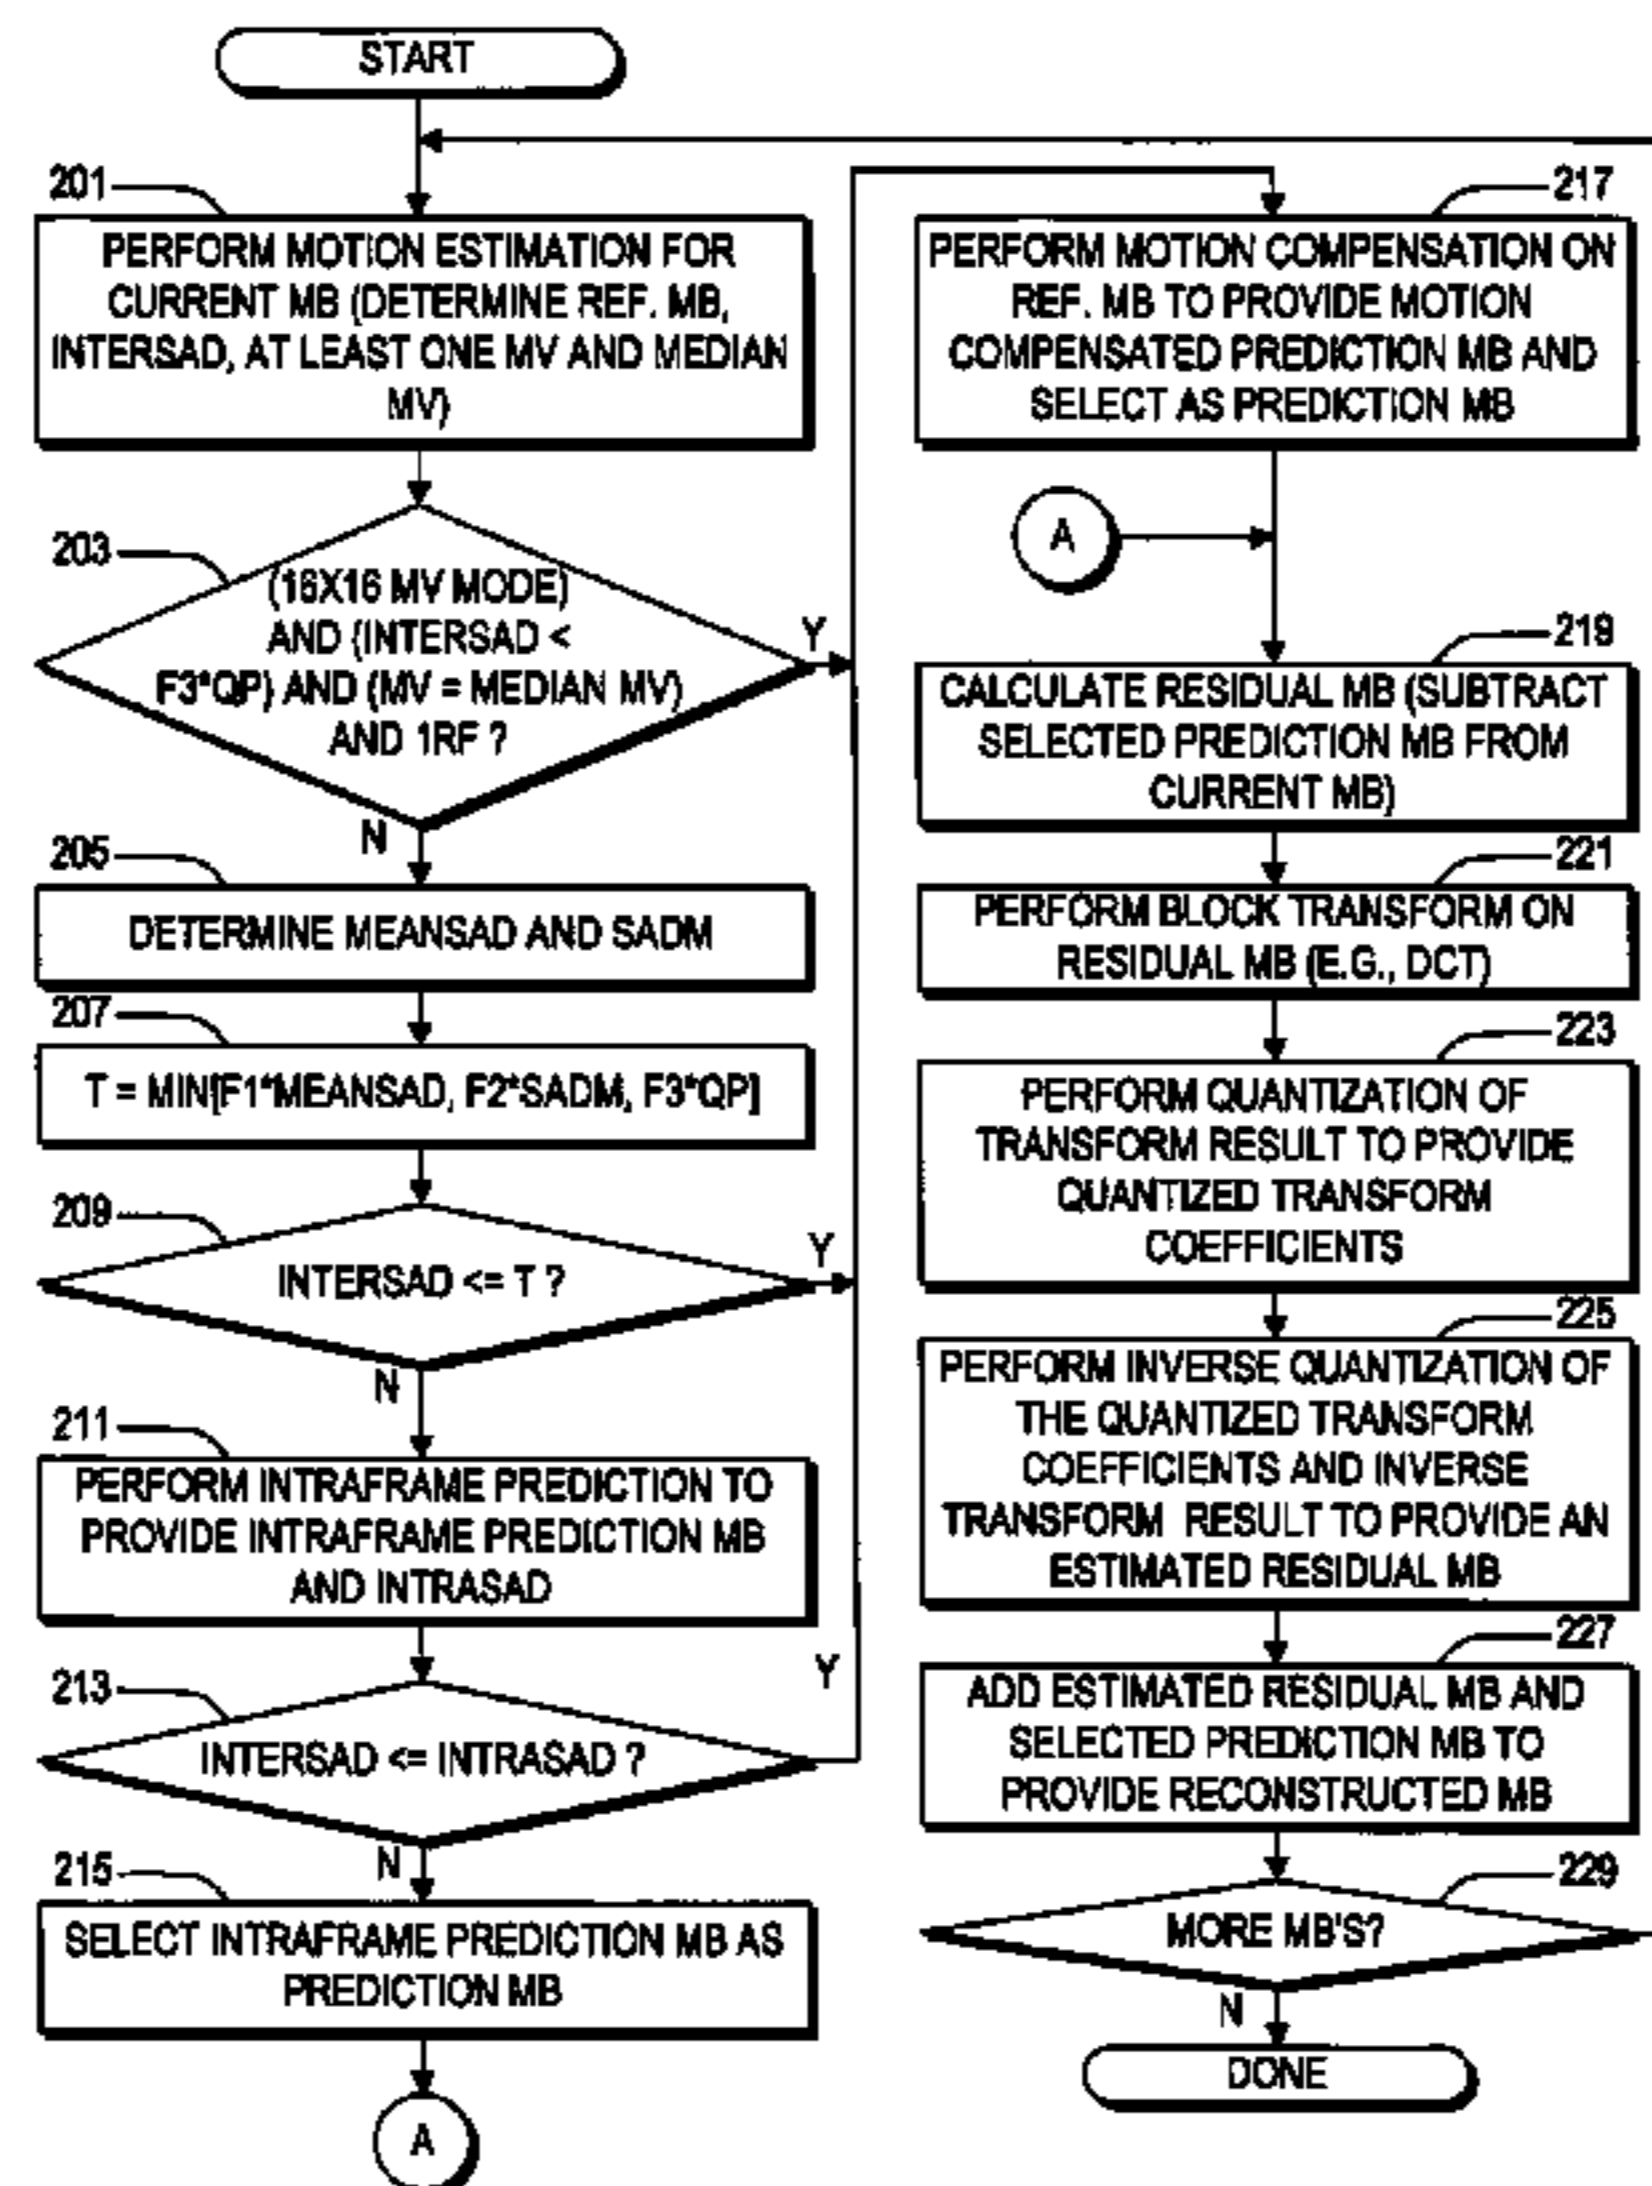 START
201
PERFORM MOTION ESTIMATION FOR
CURRENT MB (DETERMINE REF. MB,
INTERSAD, AT LEAST ONE MV AND MEDIAN
MV)
203
(16X16 MV MODE)
AND (INTERSAD <
F3*QP) AND (MV = MEDIAN MV)
AND 1RF ?
Y
N
205
DETERMINE MEANSAD AND SADM
207
T = MIN[F1*MEANSAD, F2*SADM, F3*QP]
209
INTERSAD <= T ?
Y
N
211
PERFORM INTRAFRAME PREDICTION TO
PROVIDE INTRAFRAME PREDICTION MB
AND INTRASAD
213
INTERSAD <= INTRASAD ?
Y
N
215
SELECT INTRAFRAME PREDICTION MB AS
PREDICTION MB
A
217
PERFORM MOTION COMPENSATION ON
REF. MB TO PROVIDE MOTION
COMPENSATED PREDICTION MB AND
SELECT AS PREDICTION MB
A
219
CALCULATE RESIDUAL MB (SUBTRACT
SELECTED PREDICTION MB FROM
CURRENT MB)
221
PERFORM BLOCK TRANSFORM ON
RESIDUAL MB (E.G., DCT)
223
PERFORM QUANTIZATION OF
TRANSFORM RESULT TO PROVIDE
QUANTIZED TRANSFORM
COEFFICIENTS
225
PERFORM INVERSE QUANTIZATION OF
THE QUANTIZED TRANSFORM
COEFFICIENTS AND INVERSE
TRANSFORM RESULT TO PROVIDE AN
ESTIMATED RESIDUAL MB
227
ADD ESTIMATED RESIDUAL MB AND
SELECTED PREDICTION MB TO
PROVIDE RECONSTRUCTED MB
229
MORE MB'S?
N
DONE